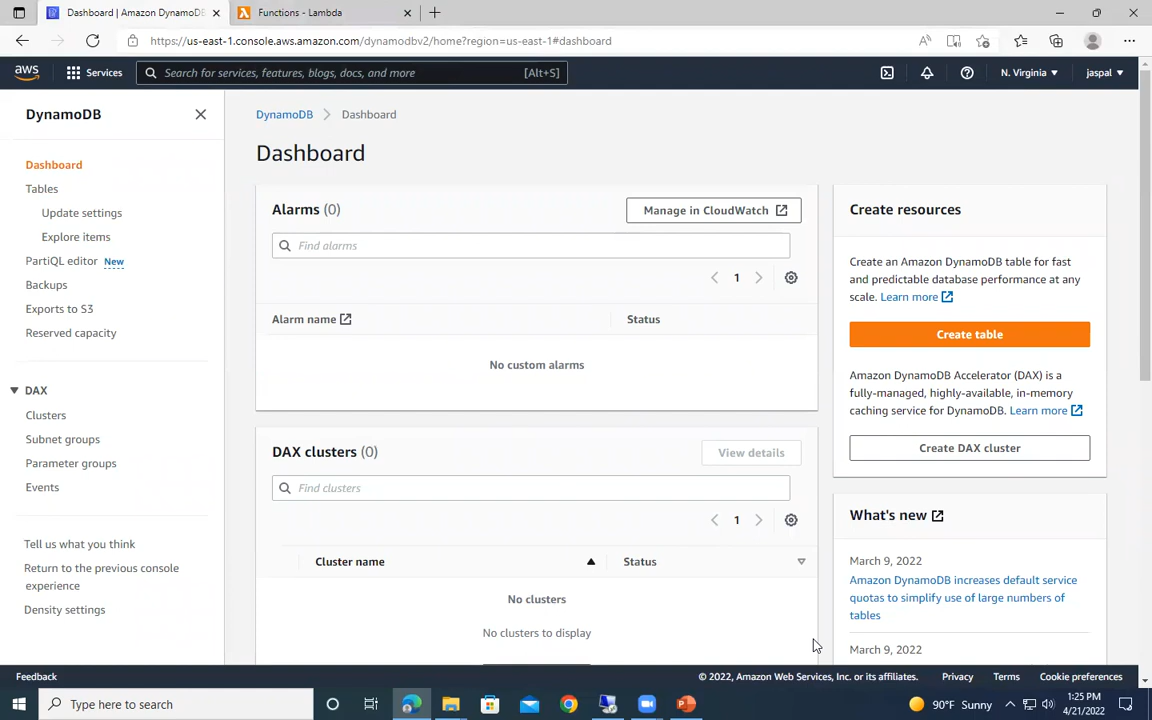 Dashboard | Amazon DynamoDB
Functions - Lambda
https://us-east-1.console.aws.amazon.com/dynamodbv2/home?region=us-east-1#dashboard
aws
Services
Search for services, features, blogs, docs, and more
[Alt+S]
N. Virginia
jaspal
DynamoDB
Dashboard
Tables
Update settings
Explore items
PartiQL editor New
Backups
Exports to S3
Reserved capacity
DAX
Clusters
Subnet groups
Parameter groups
Events
Tell us what you think
Return to the previous console
experience
Density settings
DynamoDB
Dashboard
Dashboard
Alarms (0)
Manage in CloudWatch
Find alarms
1
Alarm name
Status
No custom alarms
DAX clusters (0)
View details
Find clusters
1
Cluster name
Status
No clusters
No clusters to display
Create resources
Create an Amazon DynamoDB table for fast
and predictable database performance at any
scale. Learn more
Create table
Amazon DynamoDB Accelerator (DAX) is a
fully-managed, highly-available, in-memory
caching service for DynamoDB. Learn more
Create DAX cluster
What's new
March 9, 2022
Amazon DynamoDB increases default service
quotas to simplify use of large numbers of
tables
March 9, 2022
Feedback
© 2022, Amazon Web Services, Inc. or its affiliates.
Privacy
Terms
Cookie preferences
Type here to search
90°F Sunny
1:25 PM
4/21/2022